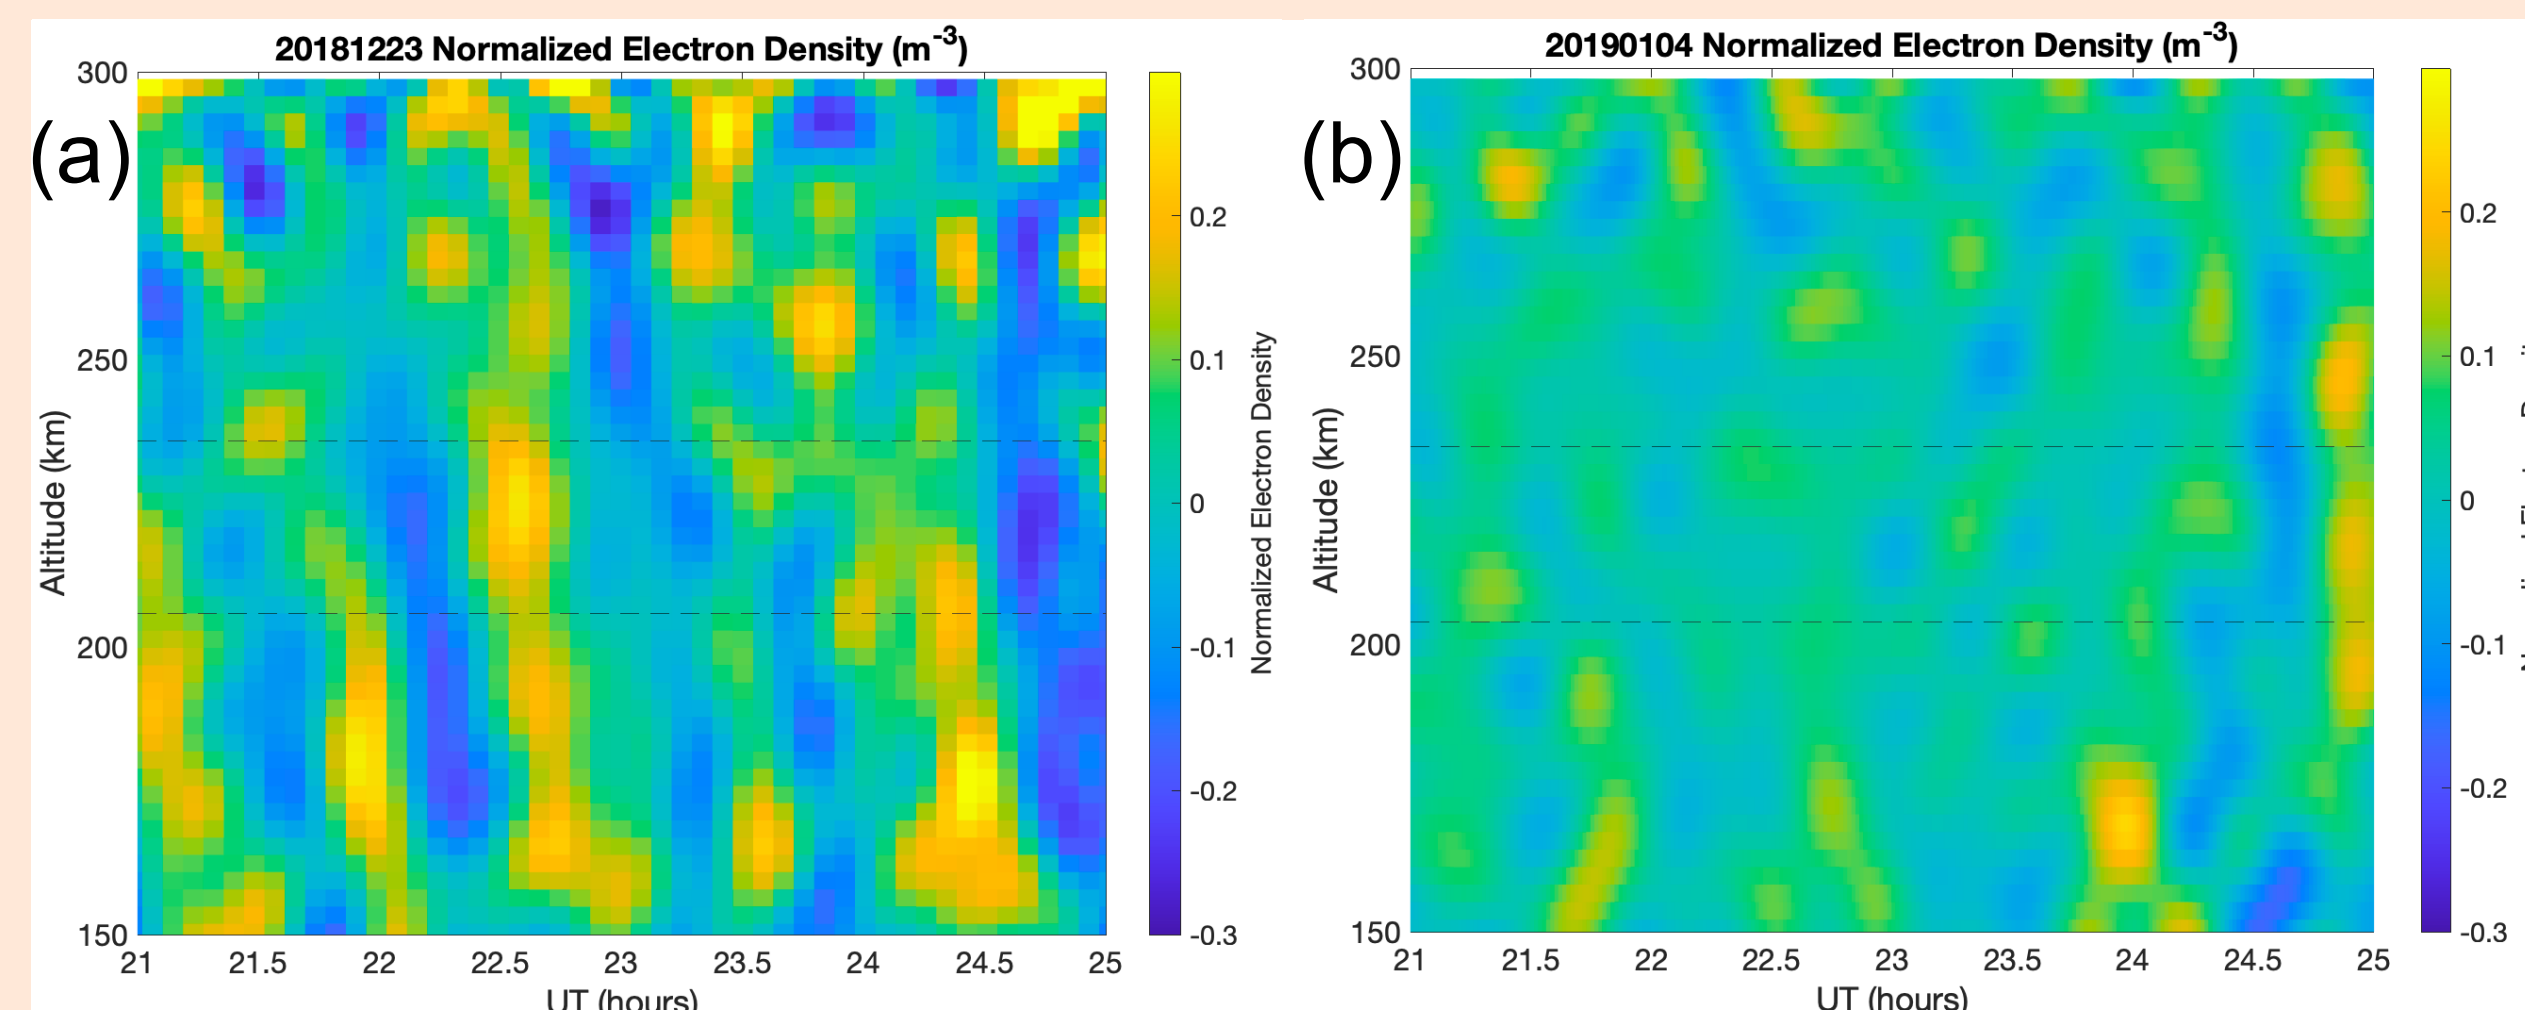 20181223 Normalized Electron Density (m-3)
(a)
300
250
200
150
Altitude (km)
21 21.5 22 22.5 23 23.5 24 24.5 25
UT (hours)
0.2
0.1
0
-0.1
-0.2
-0.3
Normalized Electron Density
20190104 Normalized Electron Density (m-3)
(b)
300
250
200
150
Altitude (km)
21 21.5 22 22.5 23 23.5 24 24.5 25
UT (hours)
0.2
0.1
0
-0.1
-0.2
-0.3